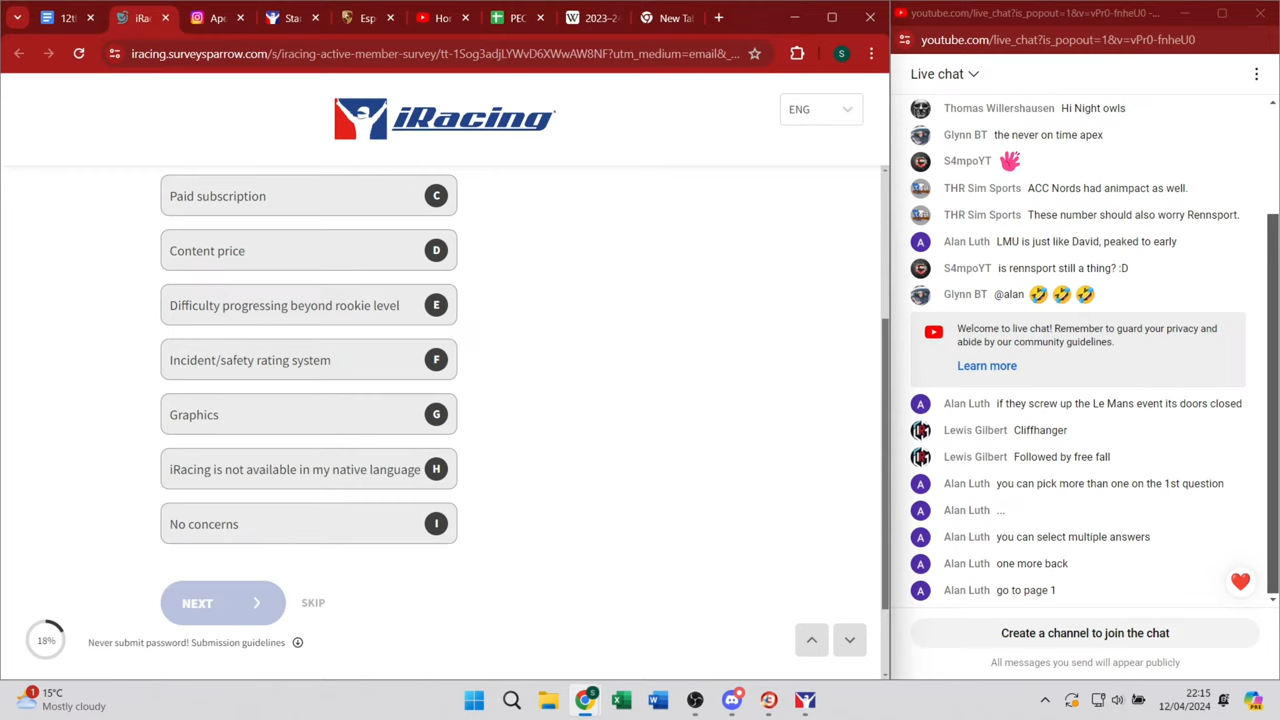 12th
iRa
Ape
Star
Esp
Ho
PEC
2023–2
New Tab
youtube.com/live_chat?is_popout=1&v=vPr0-fnheU0 -...
iracing.surveysparrow.com/s/iracing-active-member-survey/tt-1Sog3adjLYWvD6XWwAW8NF?utm_medium=email&_...
S
youtube.com/live_chat?is_popout=1&v=vPr0-fnheU0
iRacing
ENG
Paid subscription C
Content price D
Difficulty progressing beyond rookie level E
Incident/safety rating system F
Graphics G
iRacing is not available in my native language H
No concerns I
NEXT SKIP
18% Never submit password! Submission guidelines
Live chat
Thomas Willershausen Hi Night owls
Glynn BT the never on time apex
S4mpoYT
THR Sim Sports ACC Nords had animpact as well.
THR Sim Sports These number should also worry Rennsport.
A Alan Luth LMU is just like David, peaked to early
S4mpoYT is rennsport still a thing? :D
Glynn BT @alan 🤣 🤣 🤣
Welcome to live chat! Remember to guard your privacy and
abide by our community guidelines.
Learn more
A Alan Luth if they screw up the Le Mans event its doors closed
Lewis Gilbert Cliffhanger
Lewis Gilbert Followed by free fall
A Alan Luth you can pick more than one on the 1st question
A Alan Luth ...
A Alan Luth you can select multiple answers
A Alan Luth one more back
A Alan Luth go to page 1
Create a channel to join the chat
All messages you send will appear publicly
1 15°C
Mostly cloudy
22:15
12/04/2024